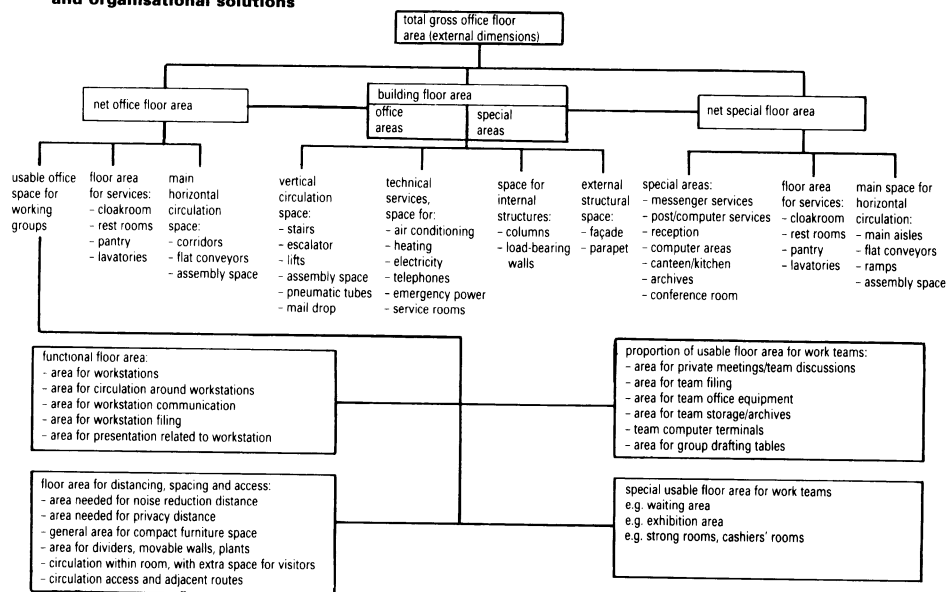 and organisational solutions
total gross office floor
area (external dimensions)
net office floor area
building floor area
office
areas
special
areas
net special floor area
usable office
space for
working
groups
floor area
for services:
- cloakroom
- rest rooms
- pantry
- lavatories
main
horizontal
circulation
space:
- corridors
- flat conveyors
- assembly space
vertical
circulation
space:
- stairs
- escalator
- lifts
- assembly space
- pneumatic tubes
- mail drop
technical
services,
space for:
- air conditioning
- heating
- electricity
- telephones
- emergency power
- service rooms
space for
internal
structures:
- columns
- load-bearing
walls
external
structural
space:
- façade
- parapet
special areas:
- messenger services
- post/computer services
- reception
- computer areas
- canteen/kitchen
- archives
- conference room
floor area
for services:
- cloakroom
- rest rooms
- pantry
- lavatories
main space for
horizontal
circulation:
- main aisles
- flat conveyors
- ramps
- assembly space
functional floor area:
- area for workstations
- area for circulation around workstations
- area for workstation communication
- area for workstation filing
- area for presentation related to workstation
proportion of usable floor area for work teams:
- area for private meetings/team discussions
- area for team filing
- area for team office equipment
- area for team storage/archives
- team computer terminals
- area for group drafting tables
floor area for distancing, spacing and access:
- area needed for noise reduction distance
- area needed for privacy distance
- general area for compact furniture space
- area for dividers, movable walls, plants
- circulation within room, with extra space for visitors
- circulation access and adjacent routes
special usable floor area for work teams
e.g. waiting area
e.g. exhibition area
e.g. strong rooms, cashiers' rooms